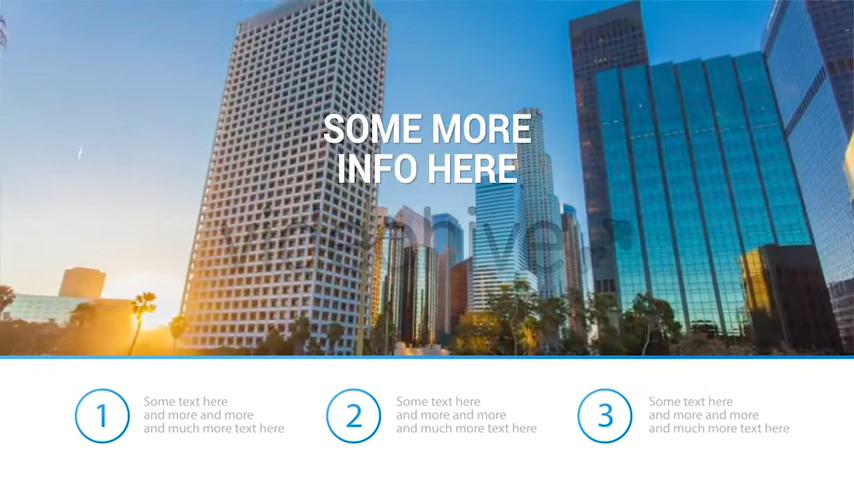 SOME MORE
INFO HERE
videohive
1
Some text here
and more and more
and much more text here
2
Some text here
and more and more
and much more text here
3
Some text here
and more and more
and much more text here